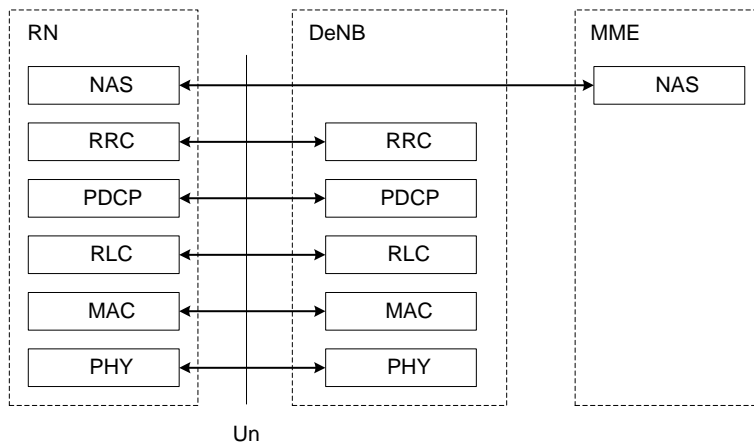 RN
DeNB
MME
NAS
NAS
RRC
RRC
PDCP
PDCP
RLC
RLC
MAC
MAC
PHY
PHY
Un